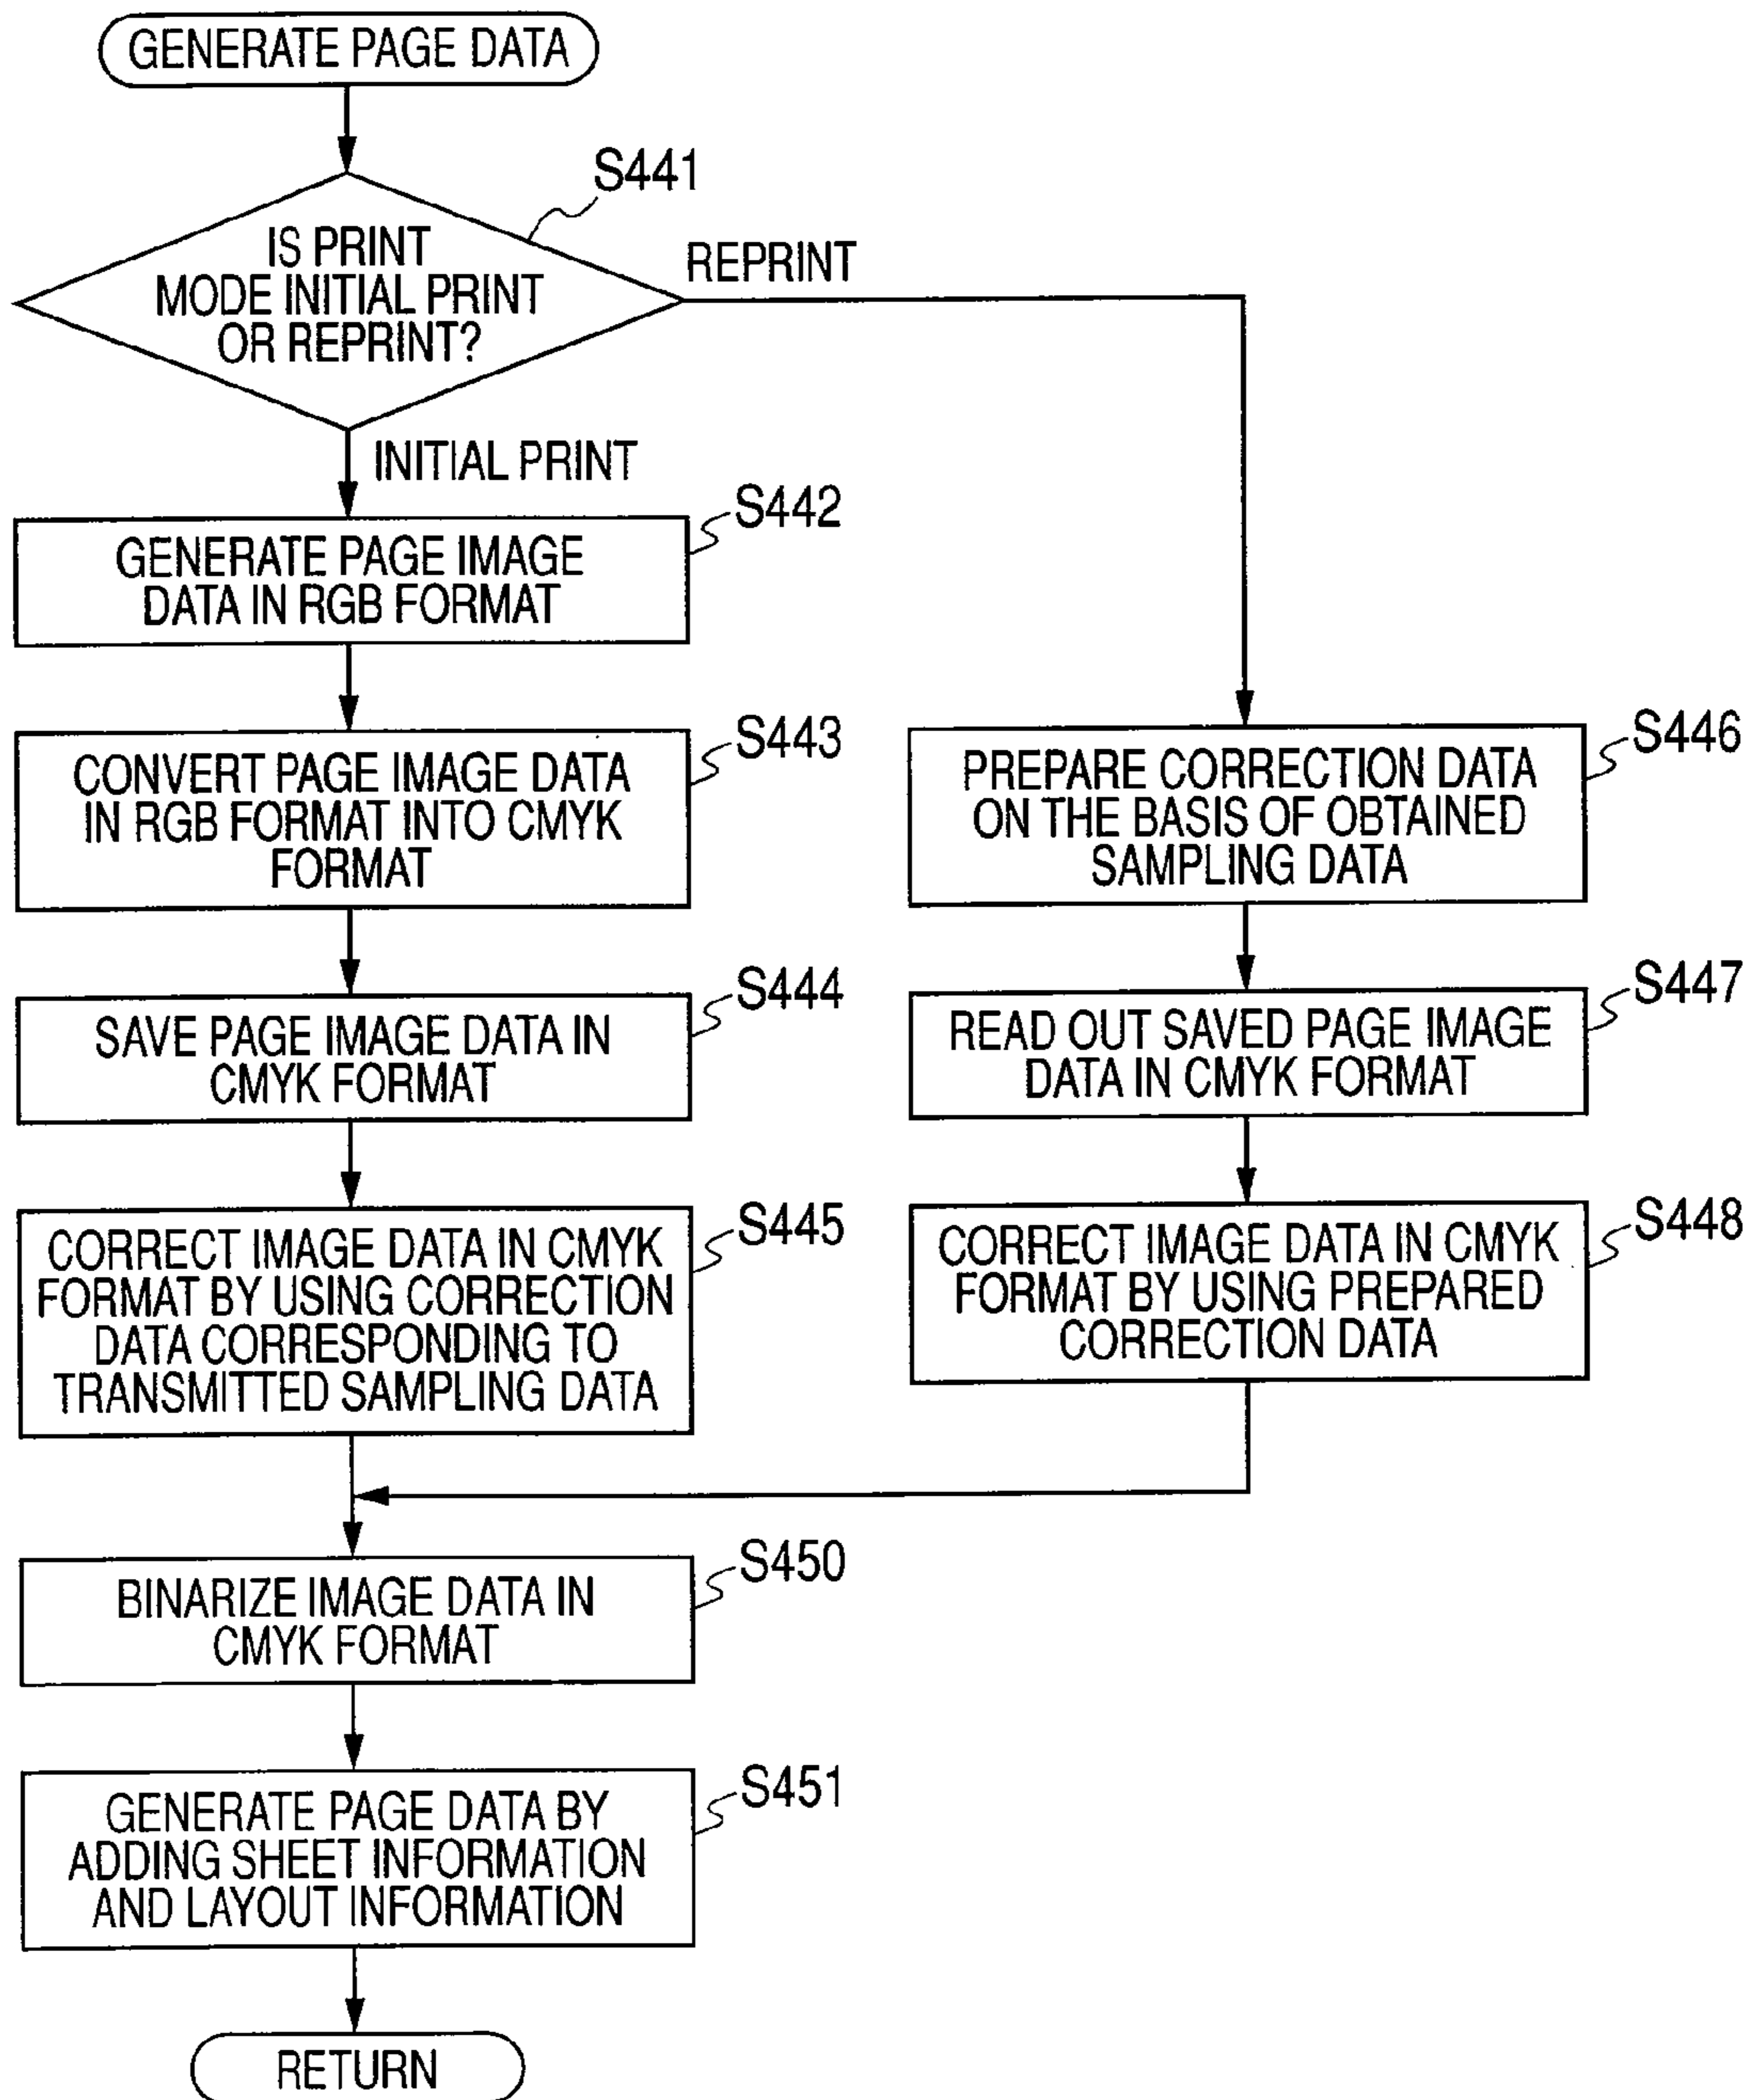 GENERATE PAGE DATA
S441
IS PRINT
MODE INITIAL PRINT
OR REPRINT?
REPRINT
INITIAL PRINT
S442
GENERATE PAGE IMAGE
DATA IN RGB FORMAT
S443
CONVERT PAGE IMAGE DATA
IN RGB FORMAT INTO CMYK
FORMAT
S444
SAVE PAGE IMAGE DATA IN
CMYK FORMAT
S445
CORRECT IMAGE DATA IN CMYK
FORMAT BY USING CORRECTION
DATA CORRESPONDING TO
TRANSMITTED SAMPLING DATA
S446
PREPARE CORRECTION DATA
ON THE BASIS OF OBTAINED
SAMPLING DATA
S447
READ OUT SAVED PAGE IMAGE
DATA IN CMYK FORMAT
S448
CORRECT IMAGE DATA IN CMYK
FORMAT BY USING PREPARED
CORRECTION DATA
S450
BINARIZE IMAGE DATA IN
CMYK FORMAT
S451
GENERATE PAGE DATA BY
ADDING SHEET INFORMATION
AND LAYOUT INFORMATION
RETURN